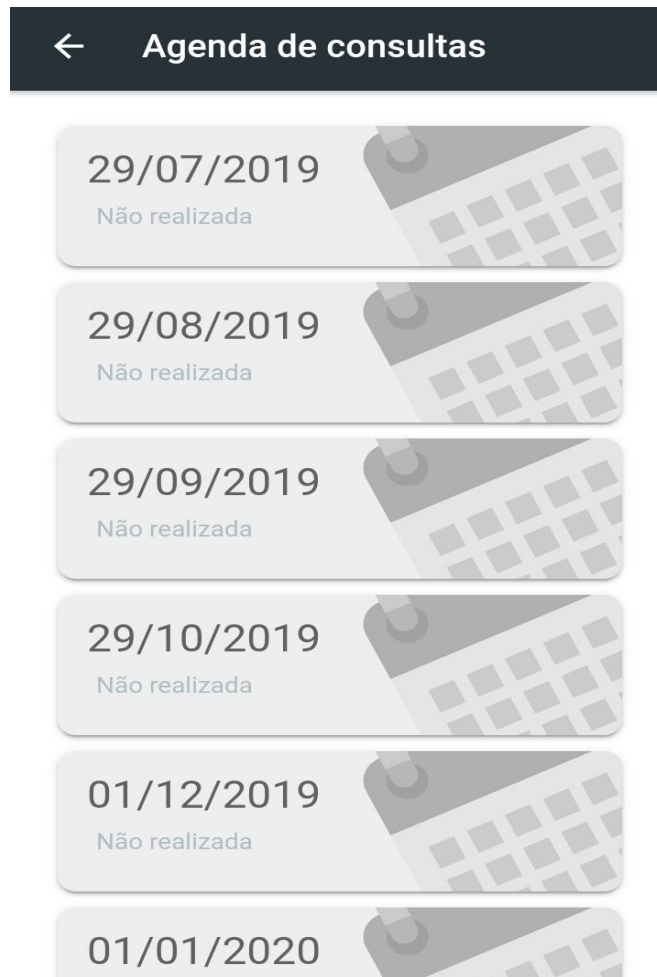 Agenda de consultas
29/07/2019
Não realizada
29/08/2019
Não realizada
29/09/2019
Não realizada
29/10/2019
Não realizada
01/12/2019
Não realizada
01/01/2020